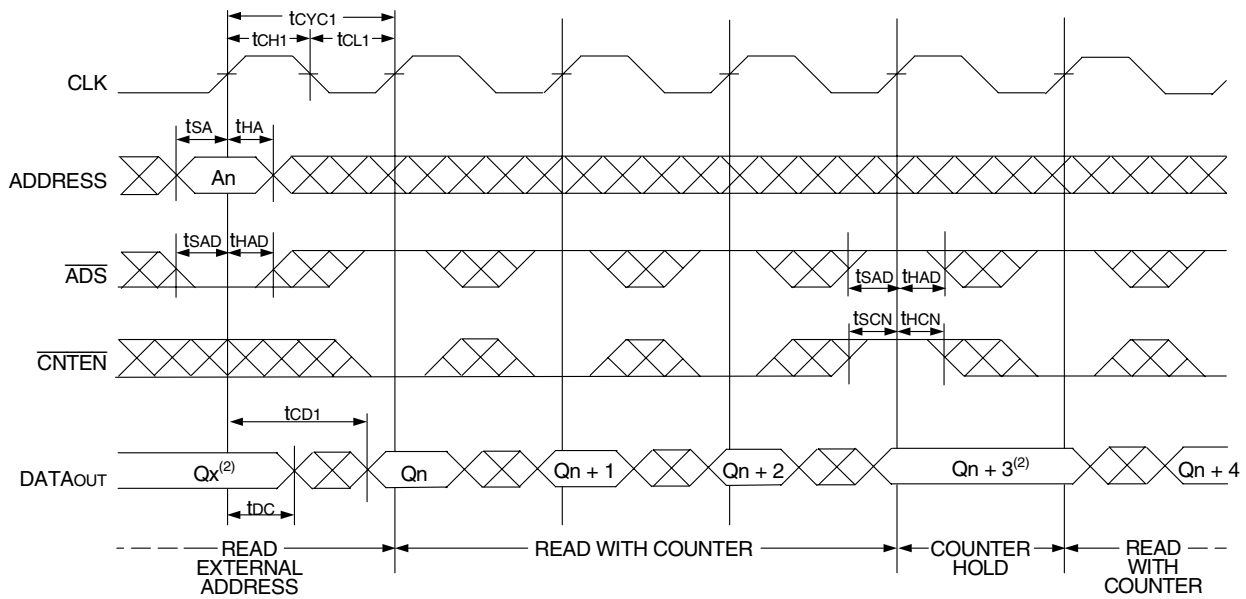 tCYC1
tCH1 tCL1
CLK
tSA tHA
ADDRESS An
tSAD tHAD
ADS
tSAD tHAD
tSCN tHCN
CNTEN
tCD1
DATAOUT Qx(2) Qn Qn + 1 Qn + 2 Qn + 3(2) Qn + 4
tDC
READ EXTERNAL ADDRESS
READ WITH COUNTER
COUNTER HOLD
READ WITH COUNTER